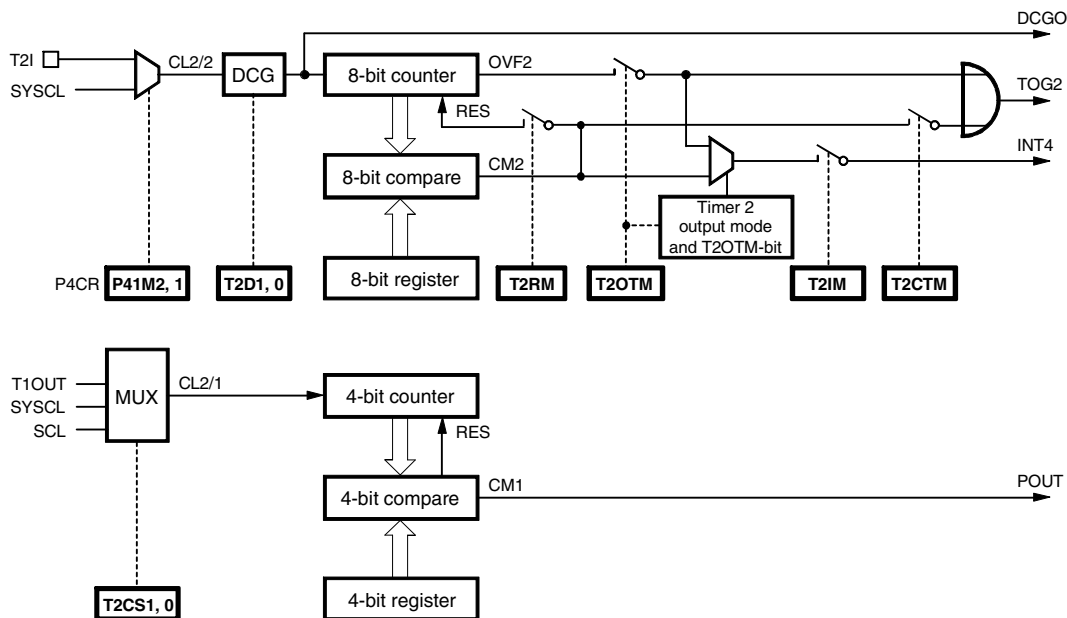 DCGO
T2I
CL2/2
DCG
8-bit counter
OVF2
TOG2
SYSCL
RES
INT4
8-bit compare
CM2
Timer 2
output mode
and T2OTM-bit
P4CR
P41M2, 1
T2D1, 0
8-bit register
T2RM
T2OTM
T2IM
T2CTM
T1OUT
SYSCL
SCL
MUX
CL2/1
4-bit counter
RES
4-bit compare
CM1
POUT
T2CS1, 0
4-bit register